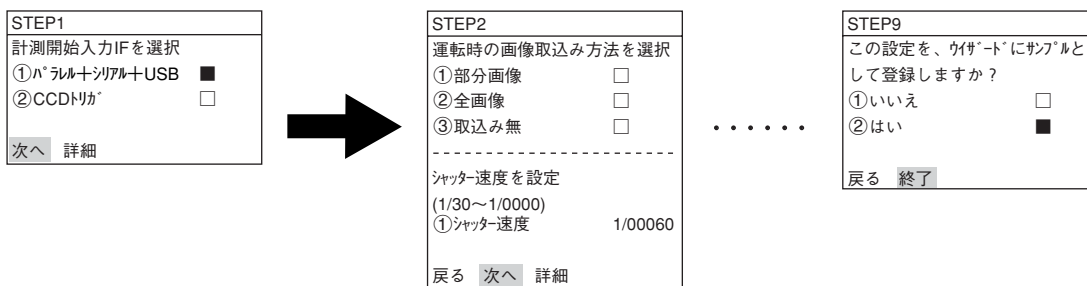 STEP1
計測開始入力IFを選択
①ﾊﾟﾗﾚﾙ＋ｼﾘｱﾙ＋USB ■
②CCDﾄﾘｶﾞ □
次へ 詳細
STEP2
運転時の画像取込み方法を選択
①部分画像 □
②全画像 □
③取込み無 □
------------------------
ｼｬｯﾀｰ速度を設定
(1/30～1/0000)
①ｼｬｯﾀｰ速度 1/00060
戻る 次へ 詳細
・・・・・・
STEP9
この設定を、ｳｨｻﾞｰﾄﾞにｻﾝﾌﾟﾙと
して登録しますか？
①いいえ □
②はい ■
戻る 終了